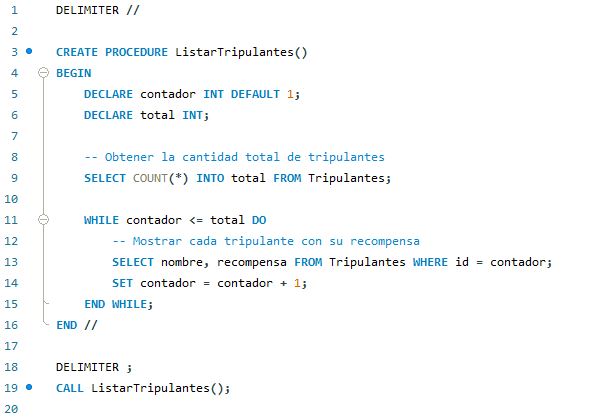 1 DELIMITER //
2
3 CREATE PROCEDURE ListarTripulantes()
4 BEGIN
5     DECLARE contador INT DEFAULT 1;
6     DECLARE total INT;
7
8     -- Obtener la cantidad total de tripulantes
9     SELECT COUNT(*) INTO total FROM Tripulantes;
10
11     WHILE contador <= total DO
12         -- Mostrar cada tripulante con su recompensa
13         SELECT nombre, recompensa FROM Tripulantes WHERE id = contador;
14         SET contador = contador + 1;
15     END WHILE;
16 END //
17
18 DELIMITER ;
19 CALL ListarTripulantes();
20